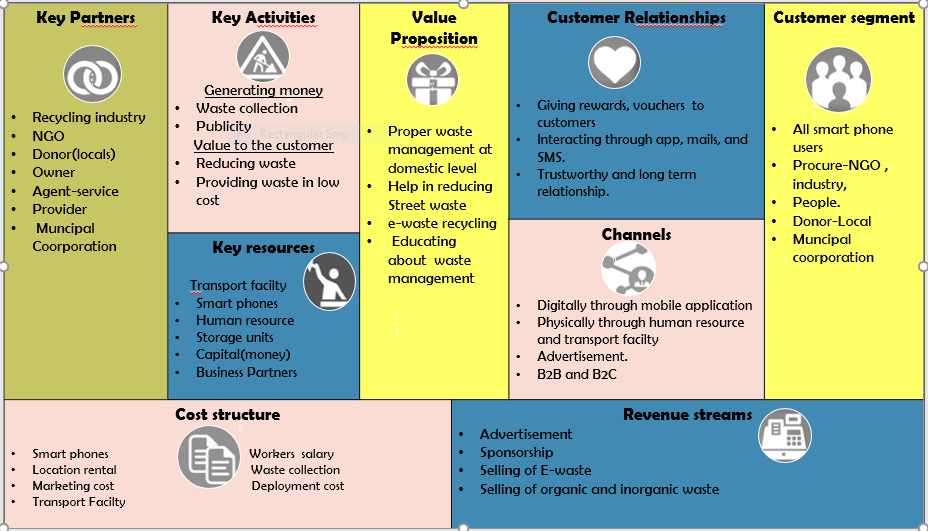 Key Partners
• Recycling industry
• NGO
• Donor(locals)
• Owner
• Agent-service
• Provider
• Muncipal
Coorporation
Key Activities
Generating money
• Waste collection
• Publicity
Value to the customer
• Reducing waste
• Providing waste in low
cost
Rectangular Snip
Key resources
Transport facilty
• Smart phones
• Human resource
• Storage units
• Capital(money)
• Business Partners
Value
Proposition
• Proper waste
management at
domestic level
• Help in reducing
Street waste
• e-waste recycling
• Educating
about waste
management
Customer Relationships
• Giving rewards, vouchers to
customers
• Interacting through app, mails, and
SMS.
• Trustworthy and long term
relationship.
Channels
• Digitally through mobile application
• Physically through human resource
and transport facilty
• Advertisement.
• B2B and B2C
Customer segment
• All smart phone
users
• Procure-NGO ,
industry,
• People.
• Donor-Local
• Muncipal
coorporation
Cost structure
• Smart phones
• Location rental
• Marketing cost
• Transport Facilty
Workers salary
Waste collection
Deployment cost
Revenue streams
• Advertisement
• Sponsorship
• Selling of E-waste
• Selling of organic and inorganic waste